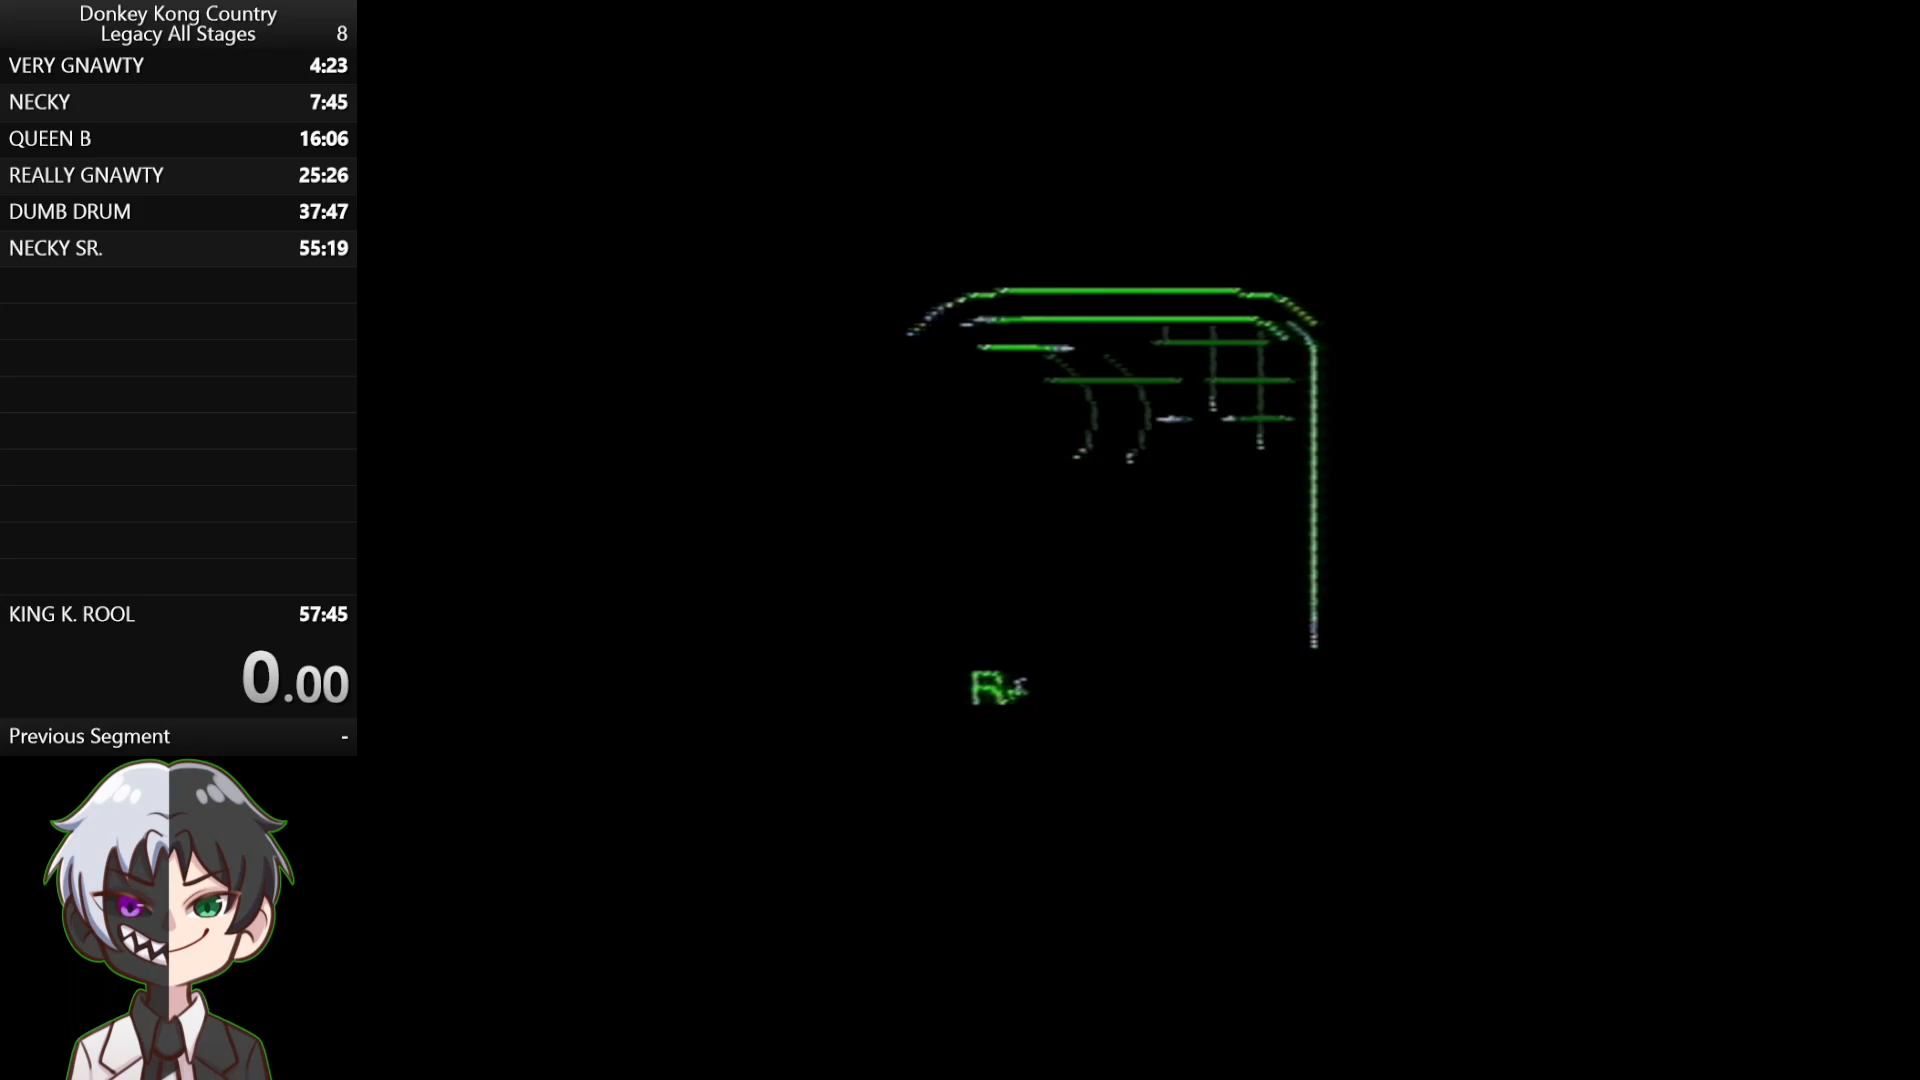 Donkey Kong Country
Legacy All Stages 8
VERY GNAWTY 4:23
NECKY 7:45
QUEEN B 16:06
REALLY GNAWTY 25:26
DUMB DRUM 37:47
NECKY SR. 55:19
KING K. ROOL 57:45
0.00
Previous Segment -
R